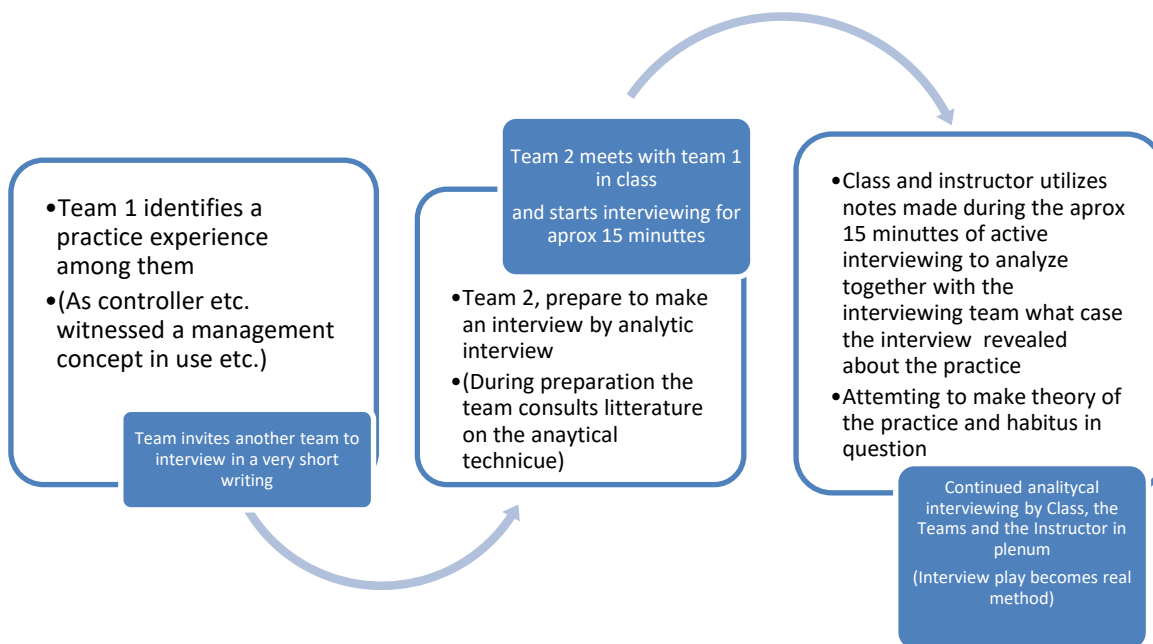 •Team 1 identifies a
practice experience
among them
•(As controller etc.
witnessed a management
concept in use etc.)
Team invites another team to
interview in a very short
writing
Team 2 meets with team 1
in class
and starts interviewing for
aprox 15 minuttes
•Team 2, prepare to make
an interview by analytic
interview
•(During preparation the
team consults litterature
on the anaytical
technicue)
•Class and instructor utilizes
notes made during the aprox
15 minuttes of active
interviewing to analyze
together with the
interviewing team what case
the interview revealed
about the practice
•Attemting to make theory of
the practice and habitus in
question
Continued analitycal
interviewing by Class, the
Teams and the Instructor in
plenum
(Interview play becomes real
method)